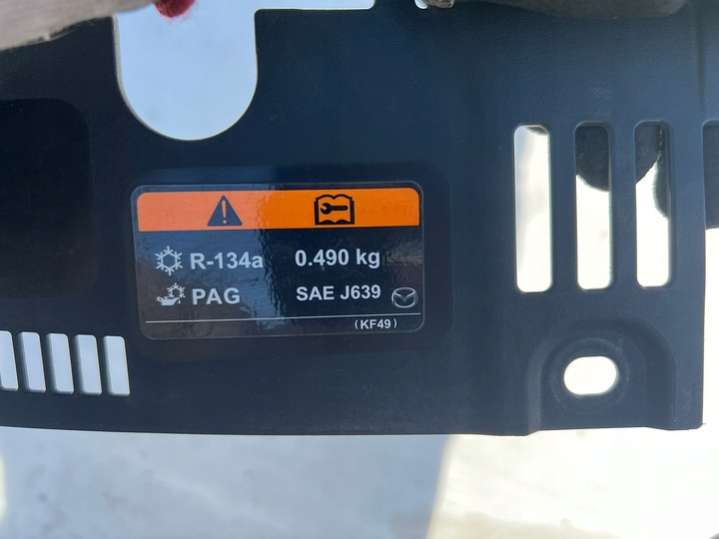 R-134a 0.490 kg
PAG SAE J639
(KF49)